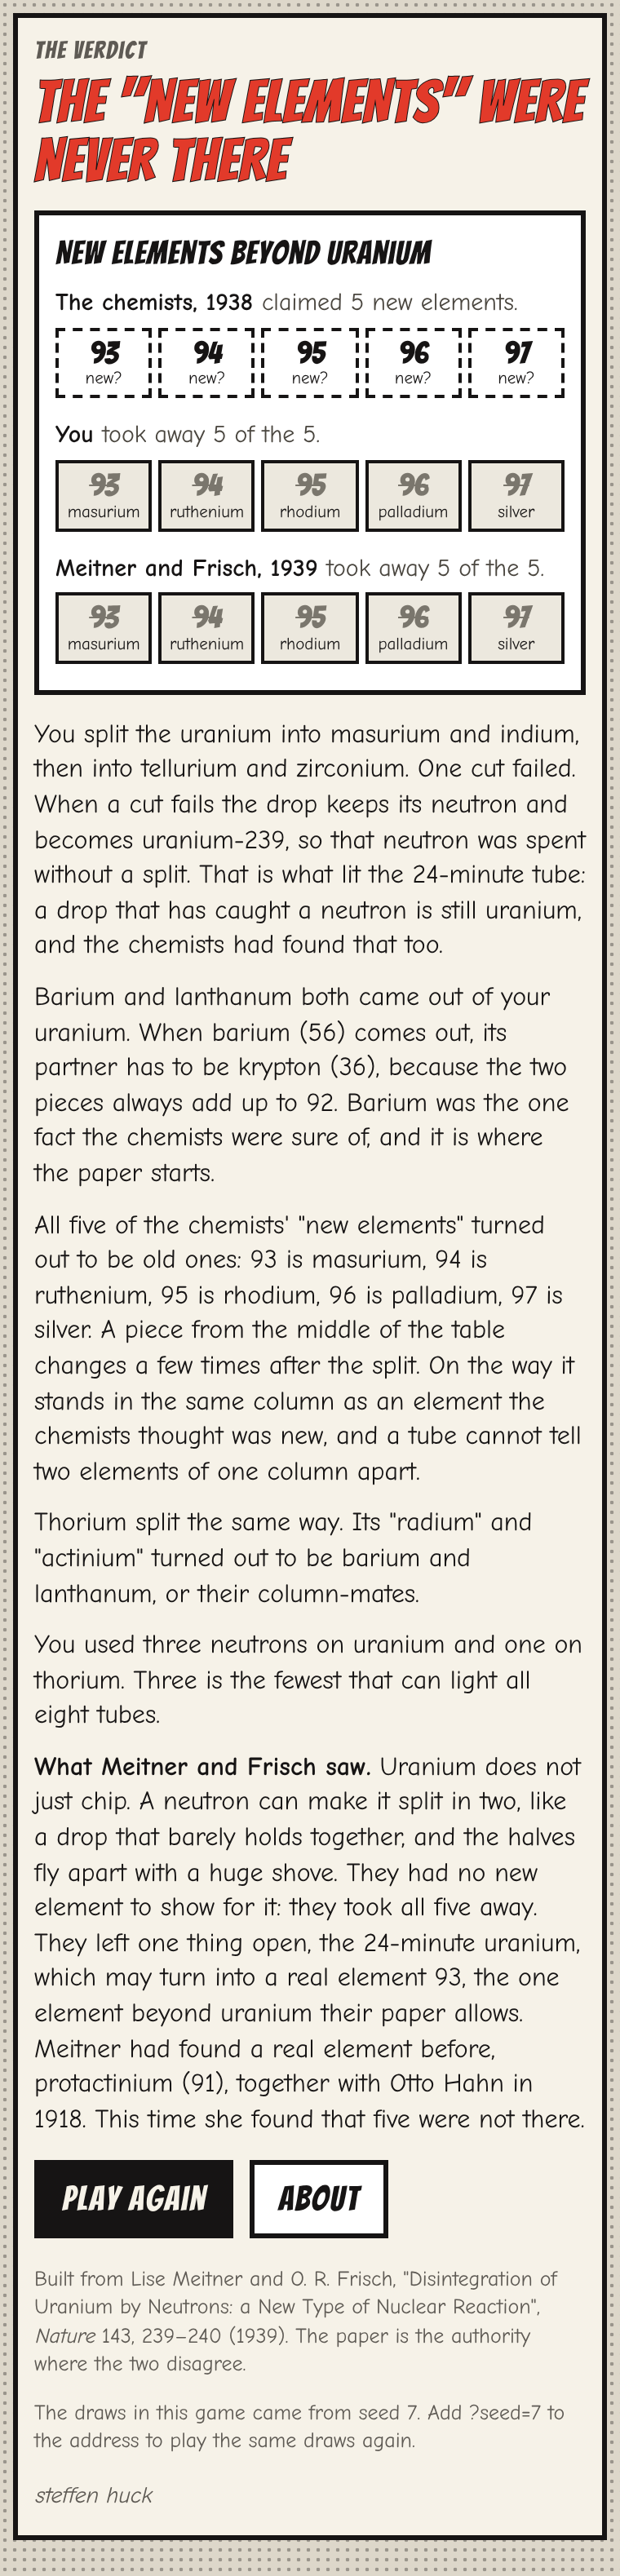 THE VERDICT
THE "NEW ELEMENTS" WERE
NEVER THERE
NEW ELEMENTS BEYOND URANIUM
The chemists, 1938 claimed 5 new elements.
93 94 95 96 97
new? new? new? new? new?
You took away 5 of the 5.
93 94 95 96 97
masurium ruthenium rhodium palladium silver
Meitner and Frisch, 1939 took away 5 of the 5.
93 94 95 96 97
masurium ruthenium rhodium palladium silver
You split the uranium into masurium and indium,
then into tellurium and zirconium. One cut failed.
When a cut fails the drop keeps its neutron and
becomes uranium-239, so that neutron was spent
without a split. That is what lit the 24-minute tube:
a drop that has caught a neutron is still uranium,
and the chemists had found that too.
Barium and lanthanum both came out of your
uranium. When barium (56) comes out, its
partner has to be krypton (36), because the two
pieces always add up to 92. Barium was the one
fact the chemists were sure of, and it is where
the paper starts.
All five of the chemists' "new elements" turned
out to be old ones: 93 is masurium, 94 is
ruthenium, 95 is rhodium, 96 is palladium, 97 is
silver. A piece from the middle of the table
changes a few times after the split. On the way it
stands in the same column as an element the
chemists thought was new, and a tube cannot tell
two elements of one column apart.
Thorium split the same way. Its "radium" and
"actinium" turned out to be barium and
lanthanum, or their column-mates.
You used three neutrons on uranium and one on
thorium. Three is the fewest that can light all
eight tubes.
What Meitner and Frisch saw. Uranium does not
just chip. A neutron can make it split in two, like
a drop that barely holds together, and the halves
fly apart with a huge shove. They had no new
element to show for it: they took all five away.
They left one thing open, the 24-minute uranium,
which may turn into a real element 93, the one
element beyond uranium their paper allows.
Meitner had found a real element before,
protactinium (91), together with Otto Hahn in
1918. This time she found that five were not there.
PLAY AGAIN ABOUT
Built from Lise Meitner and O. R. Frisch, "Disintegration of
Uranium by Neutrons: a New Type of Nuclear Reaction",
Nature 143, 239–240 (1939). The paper is the authority
where the two disagree.
The draws in this game came from seed 7. Add ?seed=7 to
the address to play the same draws again.
steffen huck